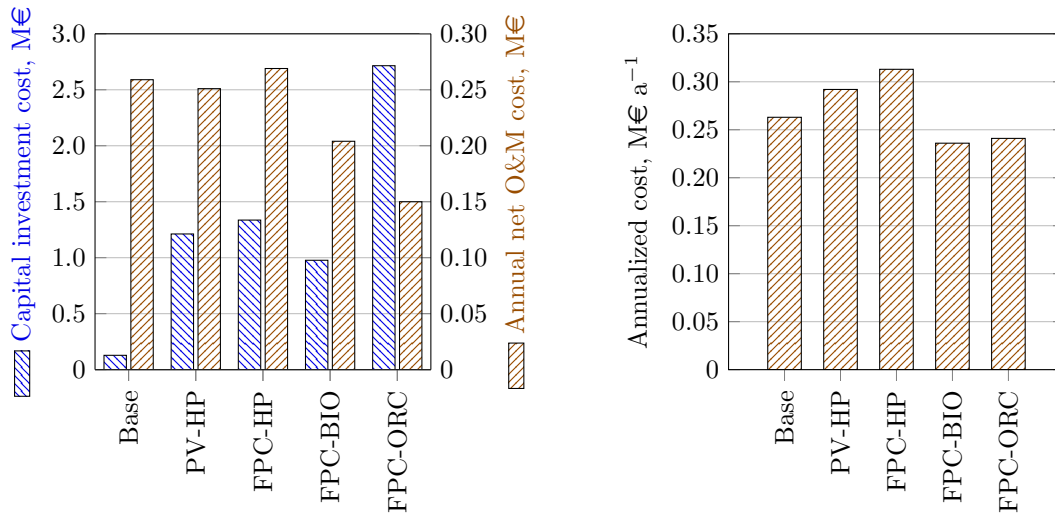 Capital investment cost, M€
3.0
2.5
2.0
1.5
1.0
0.5
0
0.30
0.25
0.20
0.15
0.10
0.05
0
Annual net O&M cost, M€
Base
PV-HP
FPC-HP
FPC-BIO
FPC-ORC
Annualized cost, M€ a⁻¹
0.35
0.30
0.25
0.20
0.15
0.10
0.05
0
Base
PV-HP
FPC-HP
FPC-BIO
FPC-ORC